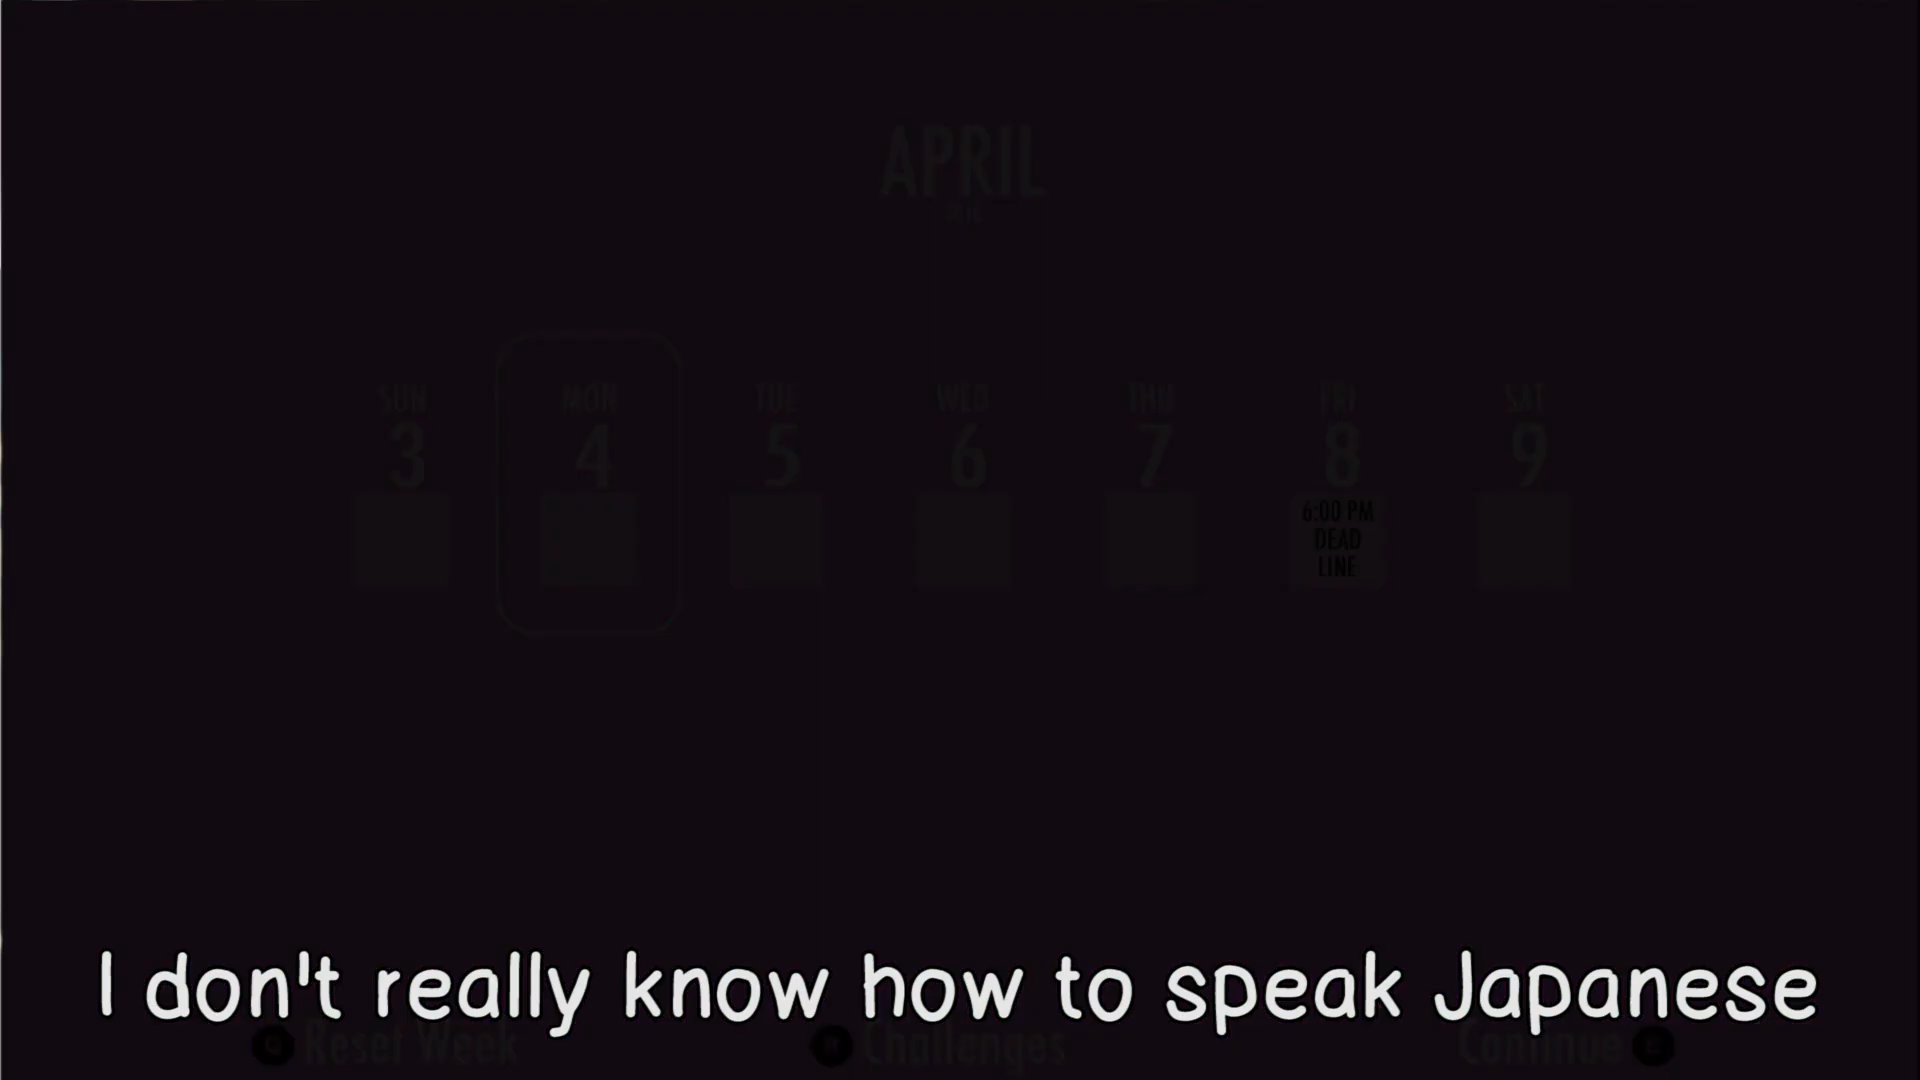 APRIL
SUN MON TUE WED THU FRI SAT
3 4 5 6 7 8 9
6:00 PM
DEAD
LINE
I don't really know how to speak Japanese
Reset Week Challenges Continue